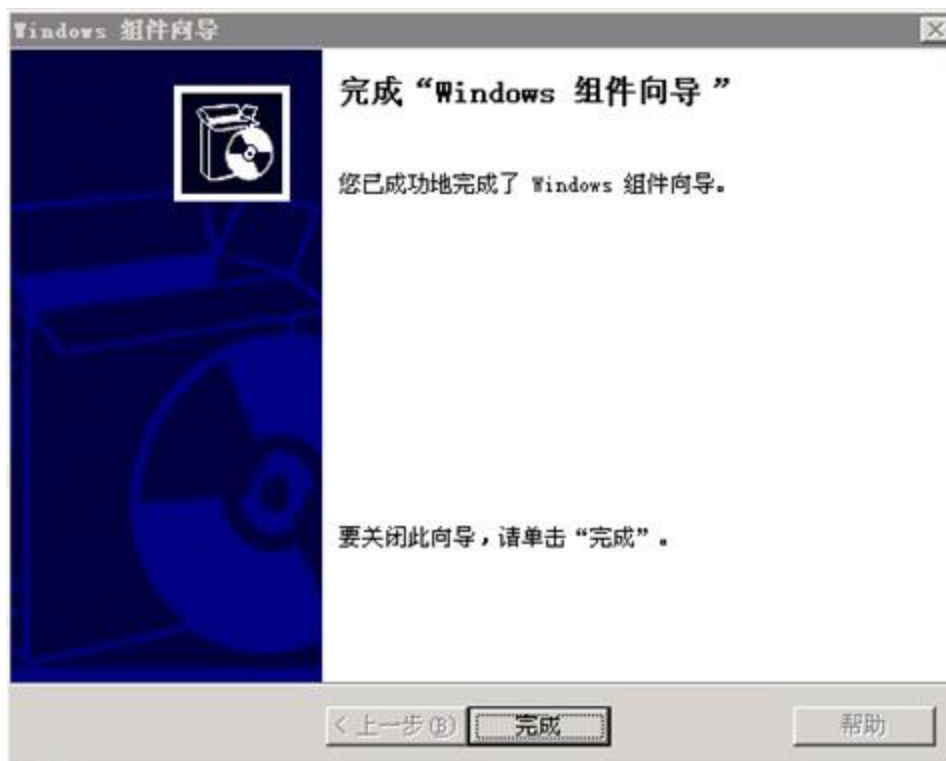 Windows 组件向导
完成“Windows 组件向导”
您已成功地完成了 Windows 组件向导。
要关闭此向导，请单击“完成”。
< 上一步(B)
完成
帮助